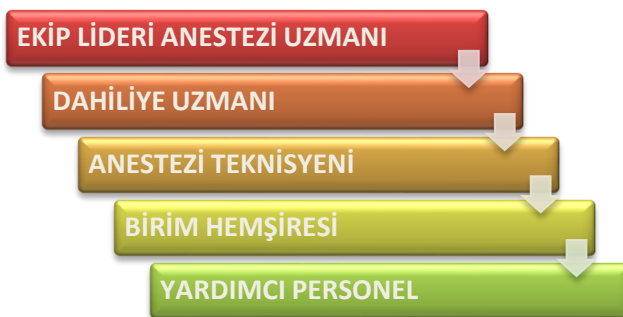 EKİP LİDERİ ANESTEZİ UZMANI
DAHİLİYE UZMANI
ANESTEZİ TEKNİSYENİ
BİRİM HEMŞİRESİ
YARDIMCI PERSONEL